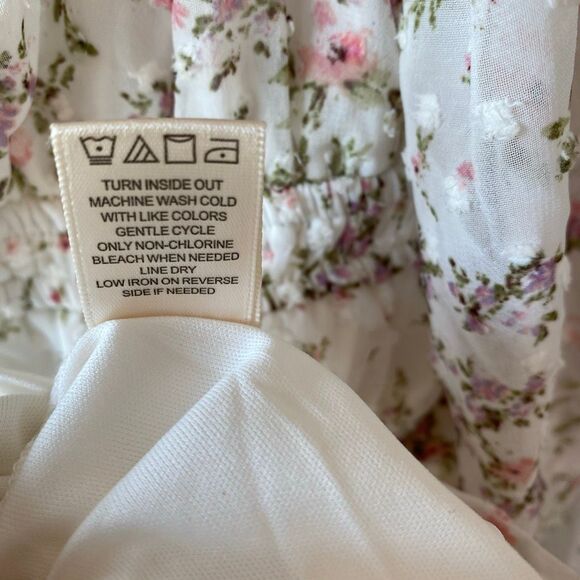 TURN INSIDE OUT
MACHINE WASH COLD
WITH LIKE COLORS
GENTLE CYCLE
ONLY NON-CHLORINE
BLEACH WHEN NEEDED
LINE DRY
LOW IRON ON REVERSE
SIDE IF NEEDED